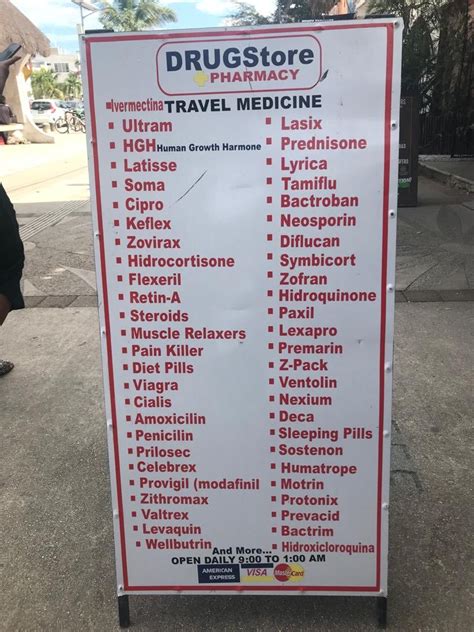 DRUGStore
PHARMACY
Ivermectina TRAVEL MEDICINE
Ultram
HGH Human Growth Harmone
Latisse
Soma
Cipro
Keflex
Zovirax
Hidrocortisone
Flexeril
Retin-A
Steroids
Muscle Relaxers
Pain Killer
Diet Pills
Viagra
Cialis
Amoxicilin
Penicilin
Prilosec
Celebrex
Provigil (modafinil
Zithromax
Valtrex
Levaquin
Wellbutrin
Lasix
Prednisone
Lyrica
Tamiflu
Bactroban
Neosporin
Diflucan
Symbicort
Zofran
Hidroquinone
Paxil
Lexapro
Premarin
Z-Pack
Ventolin
Nexium
Deca
Sleeping Pills
Sostenon
Humatrope
Motrin
Protonix
Prevacid
Bactrim
Hidroxicloroquina
And More...
OPEN DAILY 9:00 TO 1:00 AM
AMERICAN EXPRESS
VISA
MasterCard